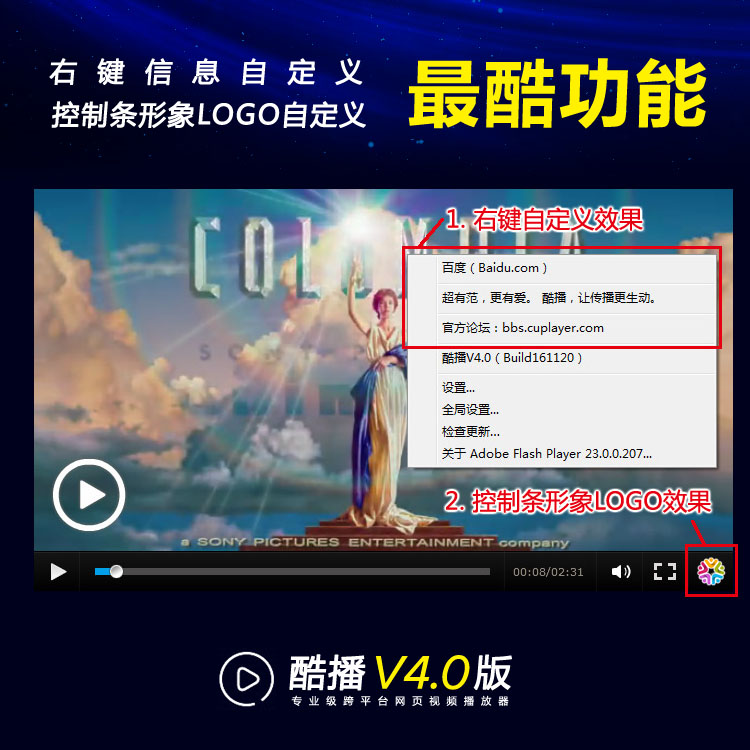 右键信息自定义
控制条形象LOGO自定义
最酷功能
1. 右键自定义效果
COLUMBIA
百度（Baidu.com）
超有范，更有爱。 酷播，让传播更生动。
官方论坛：bbs.cuplayer.com
酷播V4.0（Build161120）
设置...
全局设置...
检查更新...
关于 Adobe Flash Player 23.0.0.207...
2. 控制条形象LOGO效果
a SONY PICTURES ENTERTAINMENT company
00:08/02:31
酷播 V4.0版
专业级跨平台网页视频播放器